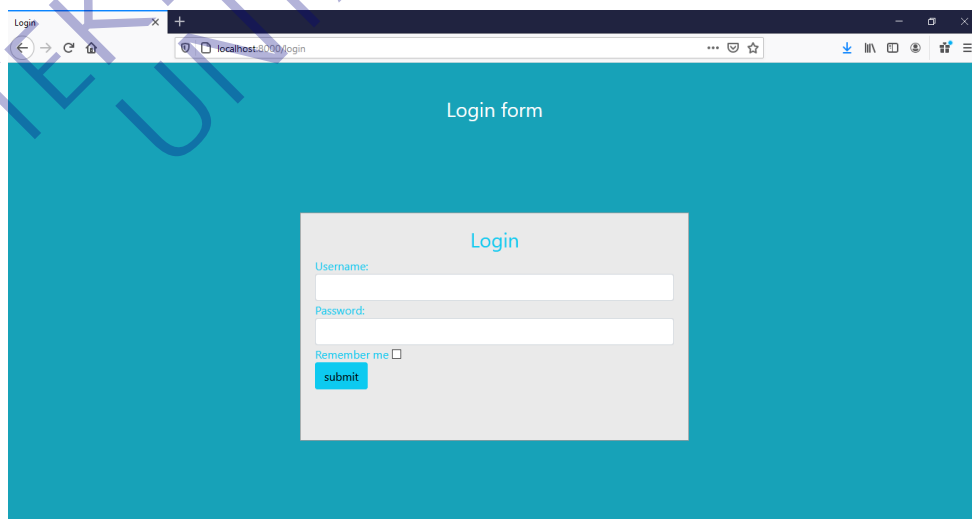 Login
localhost:8000/login
Login form
Login
Username:
Password:
Remember me
submit